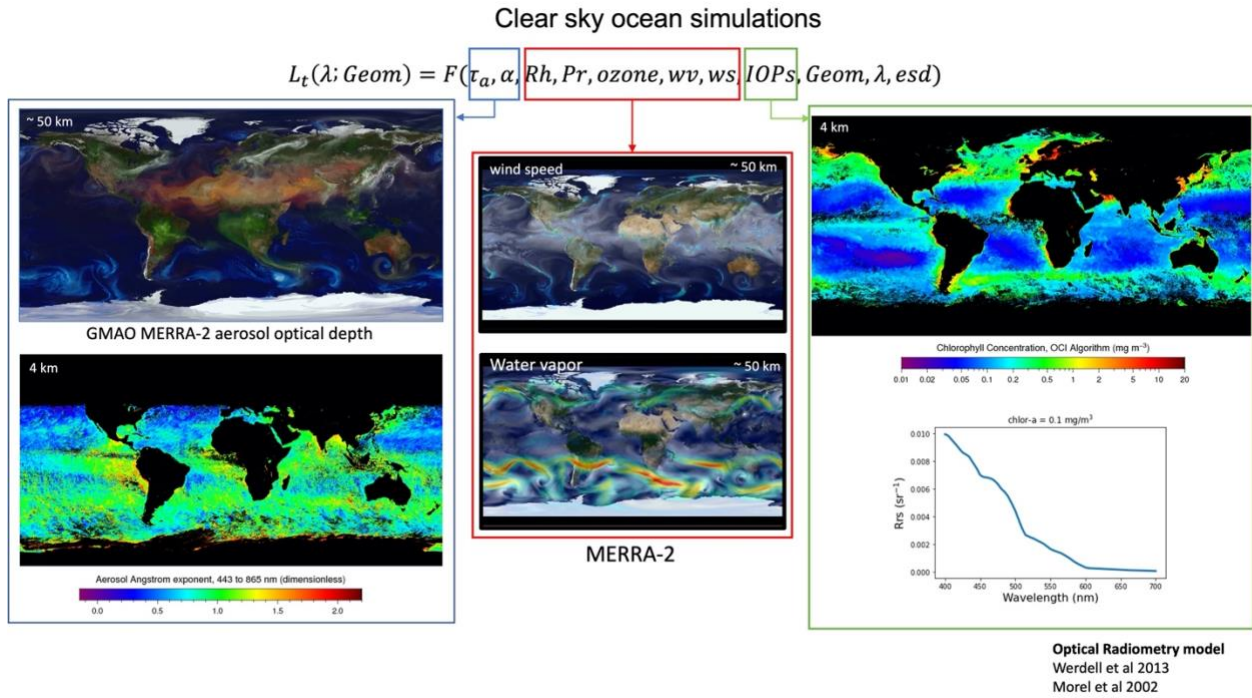 Clear sky ocean simulations
L_t(λ; Geom) = F(τ_a, α, Rh, Pr, ozone, wv, ws, IOPs, Geom, λ, esd)
~ 50 km
GMAO MERRA-2 aerosol optical depth
4 km
Aerosol Angstrom exponent, 443 to 865 nm (dimensionless)
0.0 0.5 1.0 1.5 2.0
wind speed ~ 50 km
Water vapor ~ 50 km
MERRA-2
4 km
Chlorophyll Concentration, OCI Algorithm (mg m⁻³)
0.01 0.02 0.05 0.1 0.2 0.5 1 2 5 10 20
chlor-a = 0.1 mg/m³
Rrs (sr⁻¹)
0.010
0.008
0.006
0.004
0.002
0.000
400 450 500 550 600 650 700
Wavelength (nm)
Optical Radiometry model
Werdell et al 2013
Morel et al 2002